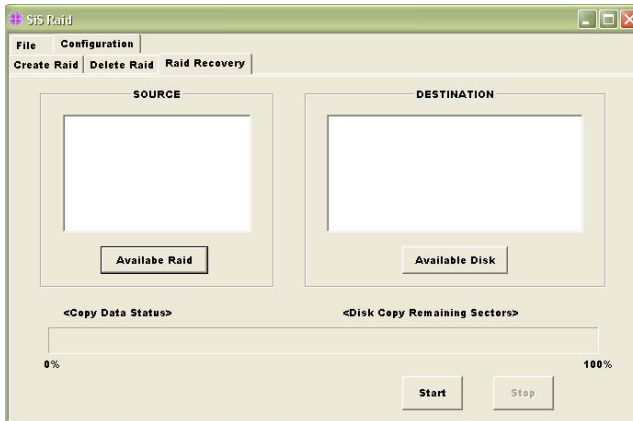 SiS Raid
File Configuration
Create Raid Delete Raid Raid Recovery
SOURCE DESTINATION
Availabe Raid Available Disk
<Copy Data Status> <Disk Copy Remaining Sectors>
0% 100%
Start Stop